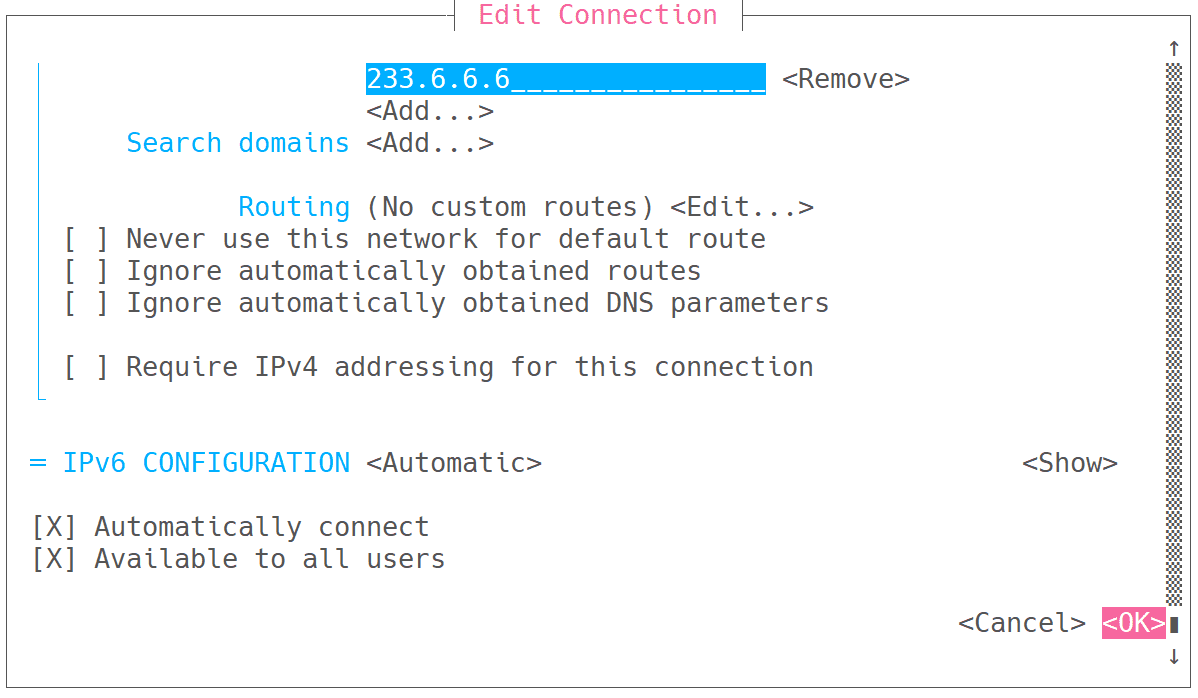 Edit Connection
233.6.6.6________________ <Remove>
<Add...>
Search domains <Add...>
Routing (No custom routes) <Edit...>
[ ] Never use this network for default route
[ ] Ignore automatically obtained routes
[ ] Ignore automatically obtained DNS parameters
[ ] Require IPv4 addressing for this connection
= IPv6 CONFIGURATION <Automatic> <Show>
[X] Automatically connect
[X] Available to all users
<Cancel> <OK>